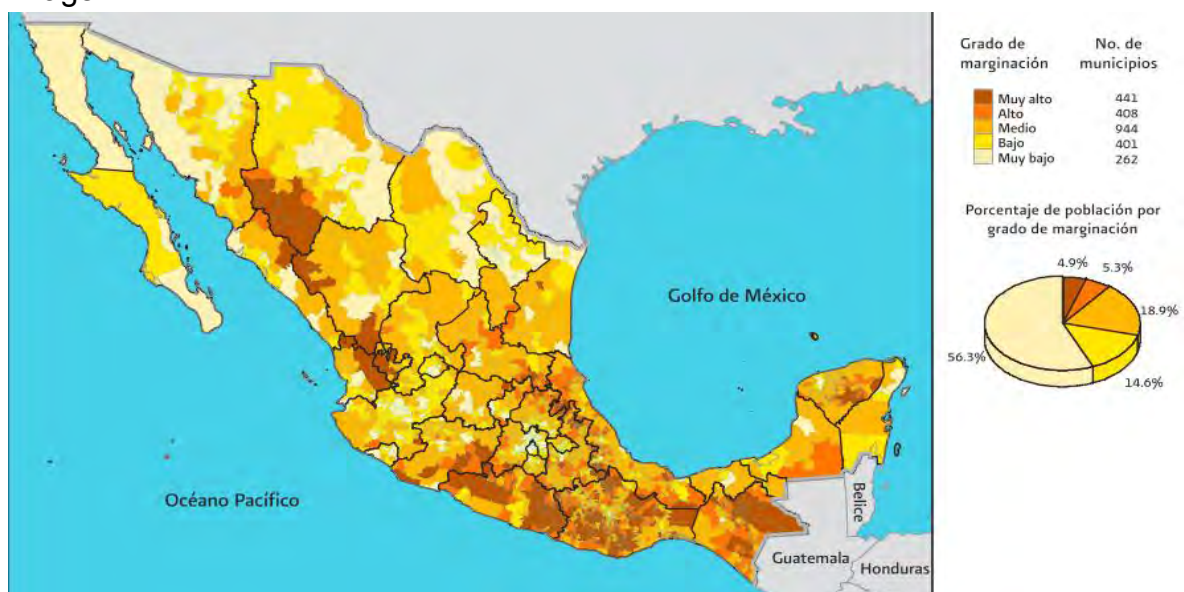 Grado de marginación
No. de municipios
Muy alto 441
Alto 408
Medio 944
Bajo 401
Muy bajo 262
Porcentaje de población por
grado de marginación
4.9%
5.3%
18.9%
14.6%
56.3%
Golfo de México
Océano Pacífico
Belice
Guatemala
Honduras